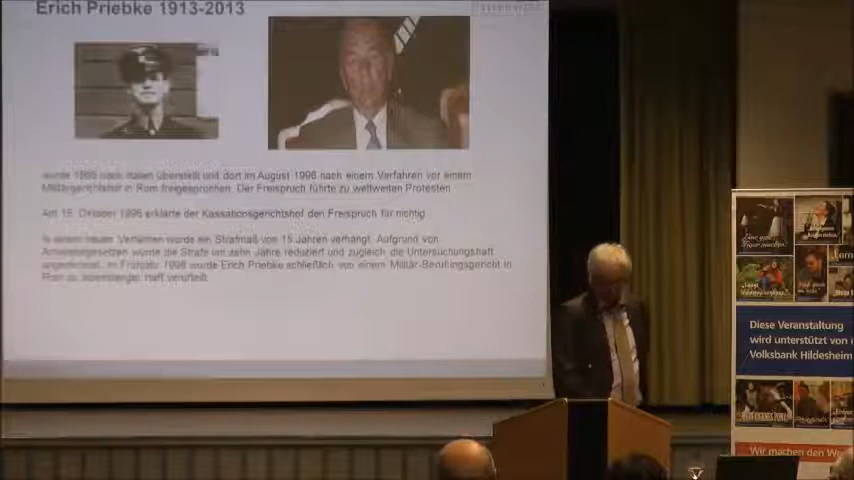 Erich Priebke 1913-2013
wurde 1995 nach Italien überstellt und dort im August 1996 nach einem Verfahren vor einem
Militärgerichtshof in Rom freigesprochen. Der Freispruch führte zu weltweiten Protesten
Am 15. Oktober 1996 erklärte der Kassationsgerichtshof den Freispruch für nichtig
In einem neuen Verfahren wurde ein Strafmaß von 15 Jahren verhängt. Aufgrund von
Amnestiegesetzen wurde die Strafe um zehn Jahre reduziert und zugleich die Untersuchungshaft
angerechnet. Im Frühjahr 1998 wurde Erich Priebke schließlich von einem Militär-Berufungsgericht in
Rom zu lebenslanger Haft verurteilt.
Diese Veranstaltung
wird unterstützt von
Volksbank Hildesheim
Wir machen den